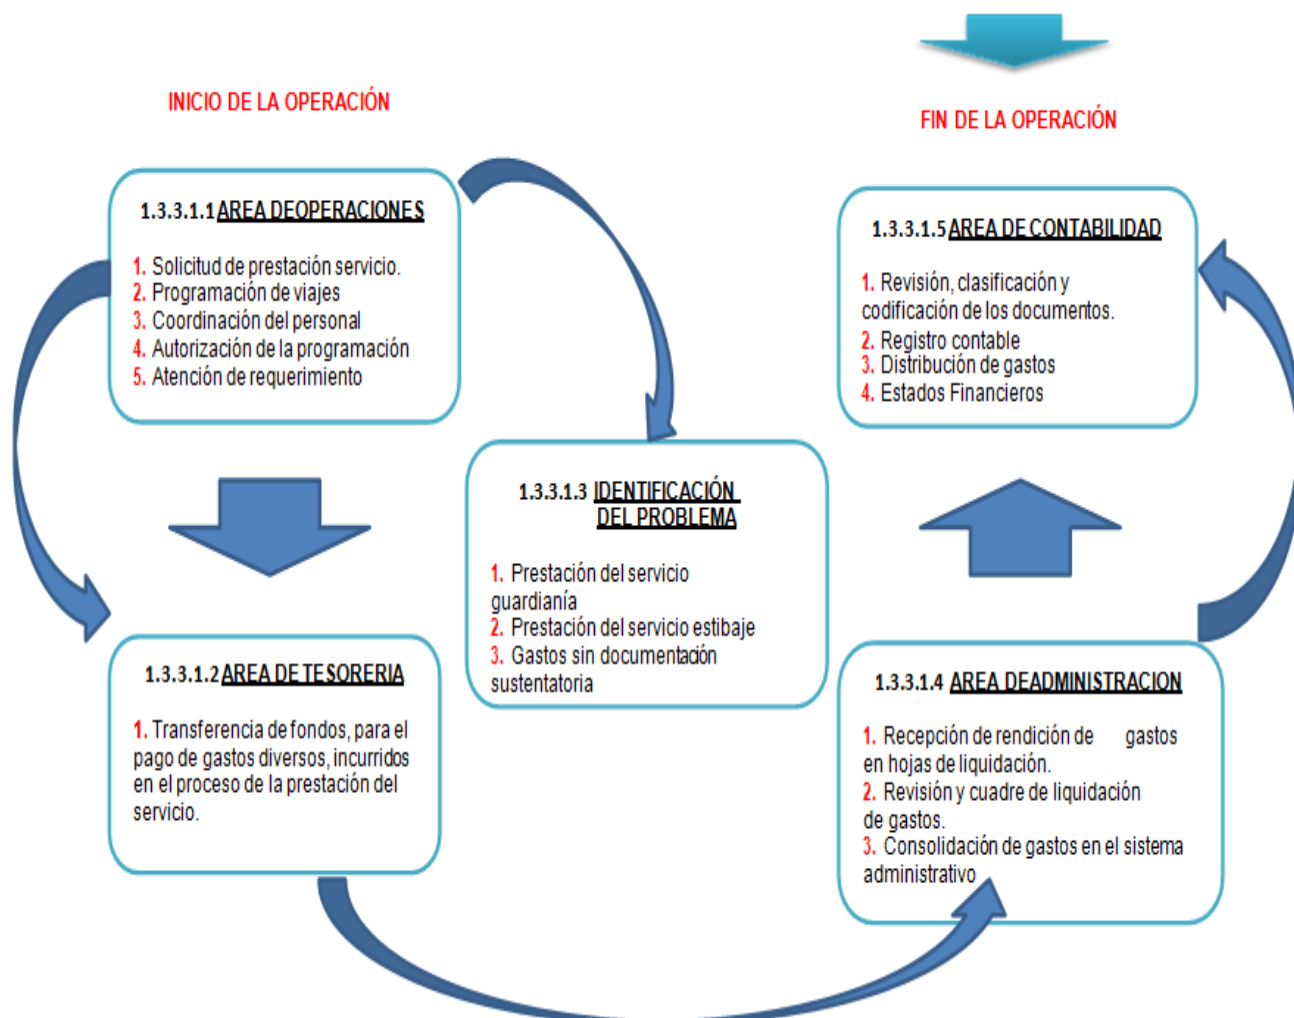 INICIO DE LA OPERACIÓN
FIN DE LA OPERACIÓN
1.3.3.1.1 AREA DEOPERACIONES
1. Solicitud de prestación servicio.
2. Programación de viajes
3. Coordinación del personal
4. Autorización de la programación
5. Atención de requerimiento
1.3.3.1.2 AREA DE TESORERIA
1. Transferencia de fondos, para el
pago de gastos diversos, incurridos
en el proceso de la prestación del
servicio.
1.3.3.1.3 IDENTIFICACIÓN
DEL PROBLEMA
1. Prestación del servicio
guardianía
2. Prestación del servicio estibaje
3. Gastos sin documentación
sustentatoria
1.3.3.1.4 AREA DEADMINISTRACION
1. Recepción de rendición de gastos
en hojas de liquidación.
2. Revisión y cuadre de liquidación
de gastos.
3. Consolidación de gastos en el sistema
administrativo
1.3.3.1.5 AREA DE CONTABILIDAD
1. Revisión, clasificación y
codificación de los documentos.
2. Registro contable
3. Distribución de gastos
4. Estados Financieros